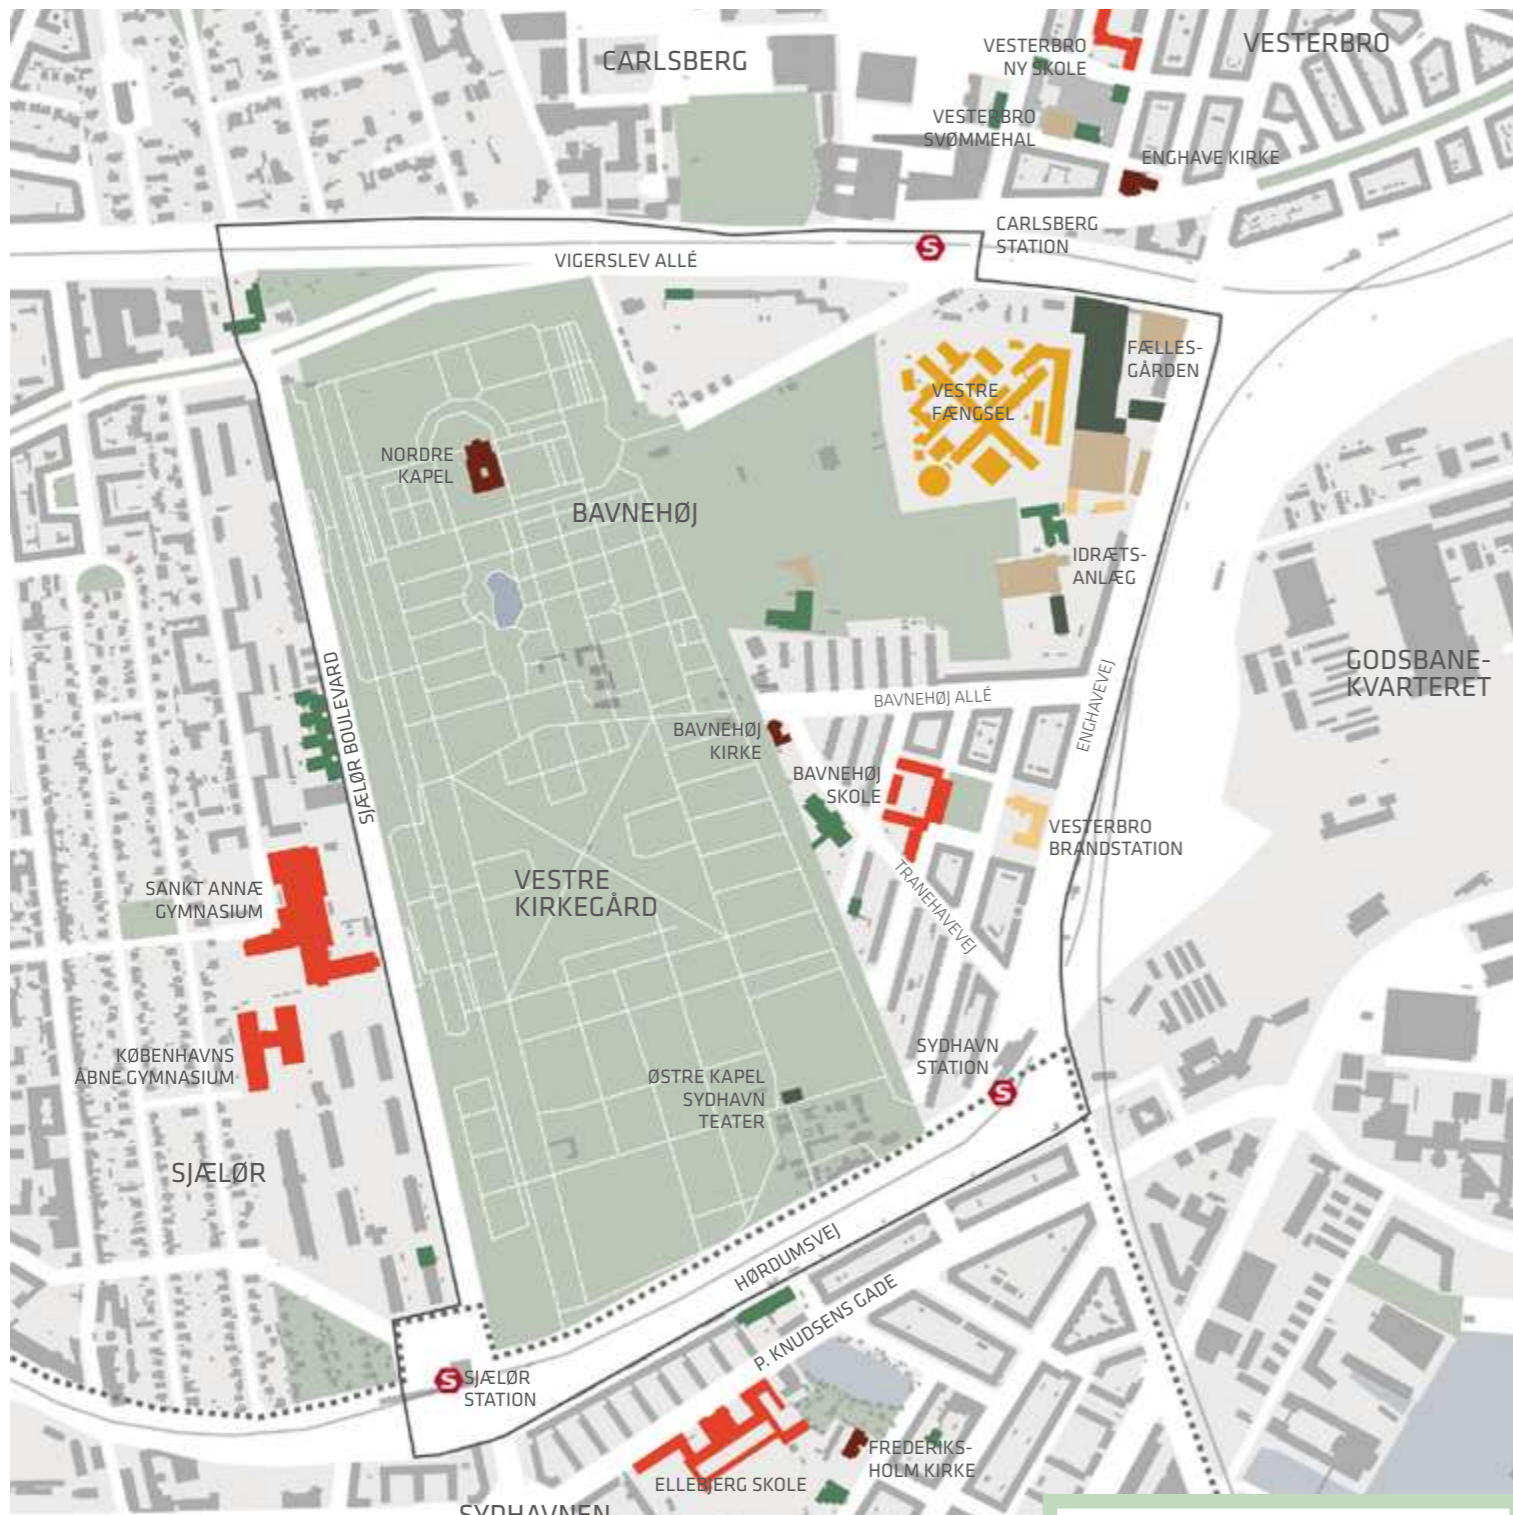 CARLSBERG
VESTERBRO
NY SKOLE
VESTERBRO
VESTERBRO
SVØMMEHAL
ENGHAVE KIRKE
CARLSBERG
STATION
S
VIGERSLEV ALLÉ
FÆLLES-
GÅRDEN
VESTRE
FÆNGSEL
NORDRE
KAPEL
BAVNEHØJ
IDRÆTS-
ANLÆG
GODSBANE-
KVARTERET
SJÆLØR BOULEVARD
BAVNEHØJ ALLÉ
ENGHAVEVEJ
BAVNEHØJ
KIRKE
BAVNEHØJ
SKOLE
VESTERBRO
BRANDSTATION
VESTRE
KIRKEGÅRD
TRANEHAVEVEJ
SANKT ANNÆ
GYMNASIUM
KØBENHAVNS
ÅBNE GYMNASIUM
SYDHAVN
STATION
S
ØSTRE KAPEL
SYDHAVN
TEATER
SJÆLØR
HØRDUMSVEJ
P. KNUDSENS GADE
S
SJÆLØR
STATION
FREDERIKS-
HOLM KIRKE
ELLEBJERG SKOLE
SYDHAVNEN